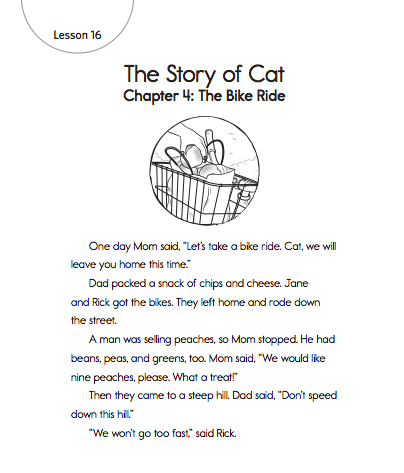 Lesson 16
The Story of Cat
Chapter 4: The Bike Ride
One day Mom said, “Let’s take a bike ride. Cat, we will
leave you home this time.”
Dad packed a snack of chips and cheese. Jane
and Rick got the bikes. They left home and rode down
the street.
A man was selling peaches, so Mom stopped. He had
beans, peas, and greens, too. Mom said, “We would like
nine peaches, please. What a treat!”
Then they came to a steep hill. Dad said, “Don’t speed
down this hill.”
“We won’t go too fast,” said Rick.